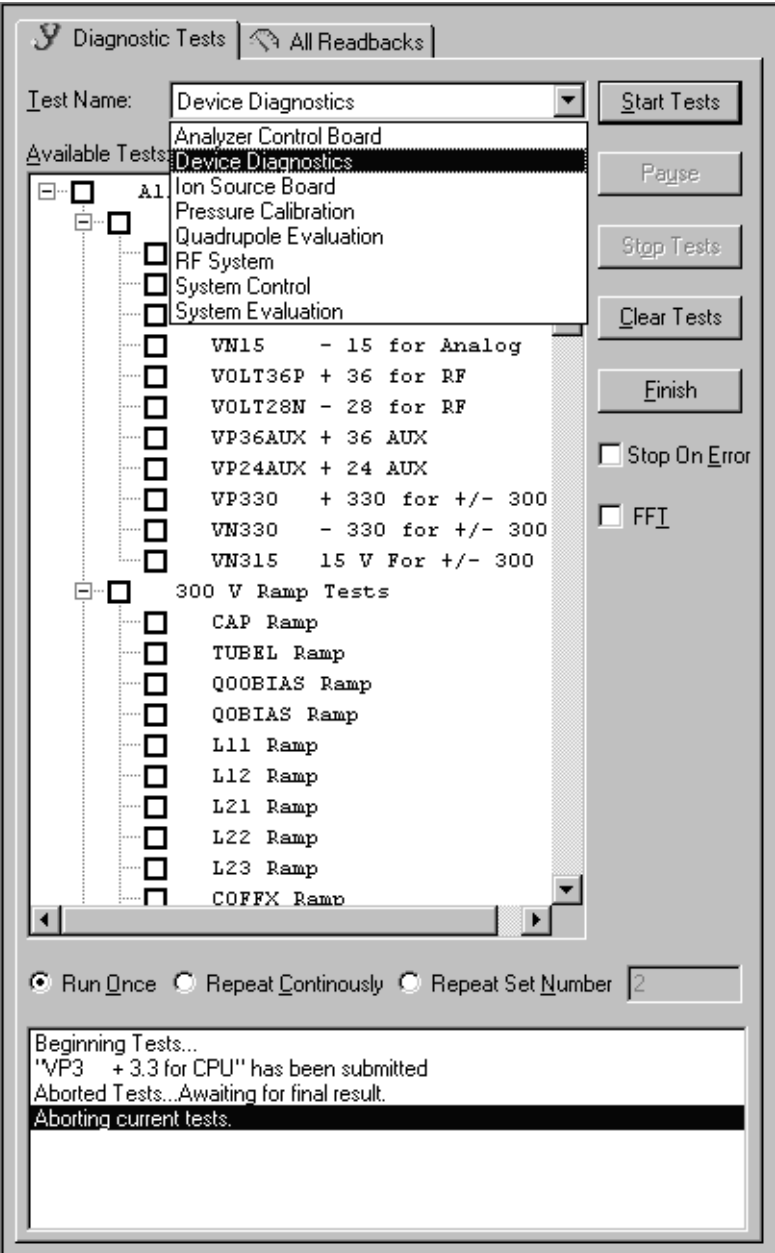 Diagnostic Tests All Readbacks
Test Name: Device Diagnostics Start Tests
Analyzer Control Board
Available Tests: Device Diagnostics
Pause
Ion Source Board
Pressure Calibration
Quadrupole Evaluation
Stop Tests
RF System
System Control
System Evaluation
Clear Tests
VN15 - 15 for Analog
VOLT36P + 36 for RF
Finish
VOLT28N - 28 for RF
VP36AUX + 36 AUX
Stop On Error
VP24AUX + 24 AUX
VP330 + 330 for +/- 300
FFT
VN330 - 330 for +/- 300
VN315 15 V For +/- 300
300 V Ramp Tests
CAP Ramp
TUBEL Ramp
QOOBIAS Ramp
QOBIAS Ramp
L11 Ramp
L12 Ramp
L21 Ramp
L22 Ramp
L23 Ramp
COFFX Ramp
Run Once Repeat Continously Repeat Set Number 2
Beginning Tests...
"VP3 + 3.3 for CPU" has been submitted
Aborted Tests...Awaiting for final result.
Aborting current tests.